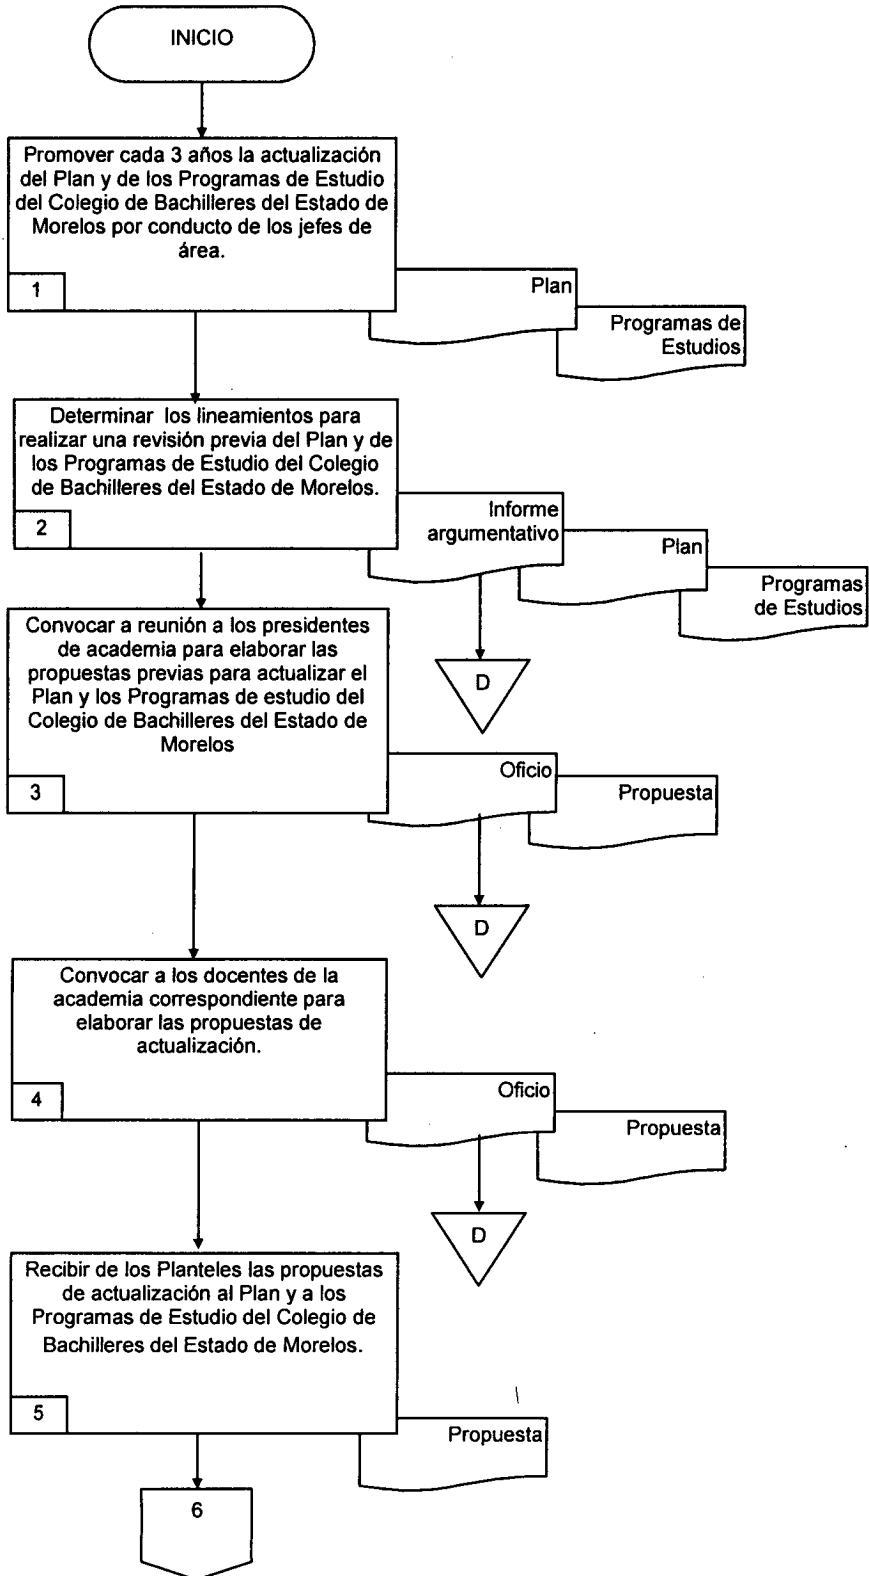 INICIO
Promover cada 3 años la actualización
del Plan y de los Programas de Estudio
del Colegio de Bachilleres del Estado de
Morelos por conducto de los jefes de
área.
1
Plan
Programas de
Estudios
Determinar los lineamientos para
realizar una revisión previa del Plan y de
los Programas de Estudio del Colegio
de Bachilleres del Estado de Morelos.
2
Informe
argumentativo
Plan
Programas
de Estudios
D
Convocar a reunión a los presidentes
de academia para elaborar las
propuestas previas para actualizar el
Plan y los Programas de estudio del
Colegio de Bachilleres del Estado de
Morelos
3
Oficio
Propuesta
D
Convocar a los docentes de la
academia correspondiente para
elaborar las propuestas de
actualización.
4
Oficio
Propuesta
D
Recibir de los Planteles las propuestas
de actualización al Plan y a los
Programas de Estudio del Colegio de
Bachilleres del Estado de Morelos.
5
Propuesta
6